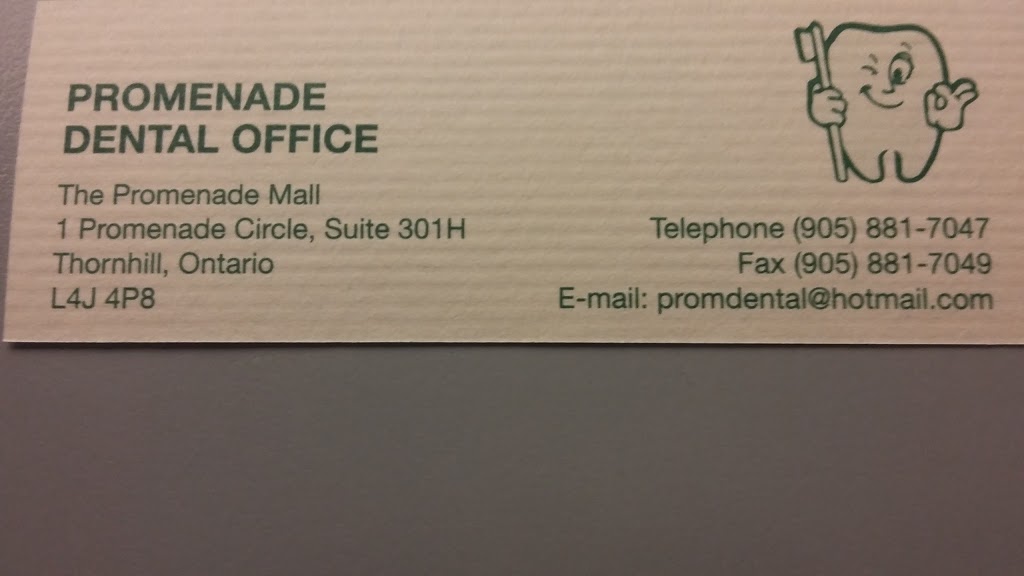 PROMENADE
DENTAL OFFICE
The Promenade Mall
1 Promenade Circle, Suite 301H
Thornhill, Ontario
L4J 4P8
Telephone (905) 881-7047
Fax (905) 881-7049
E-mail: promdental@hotmail.com